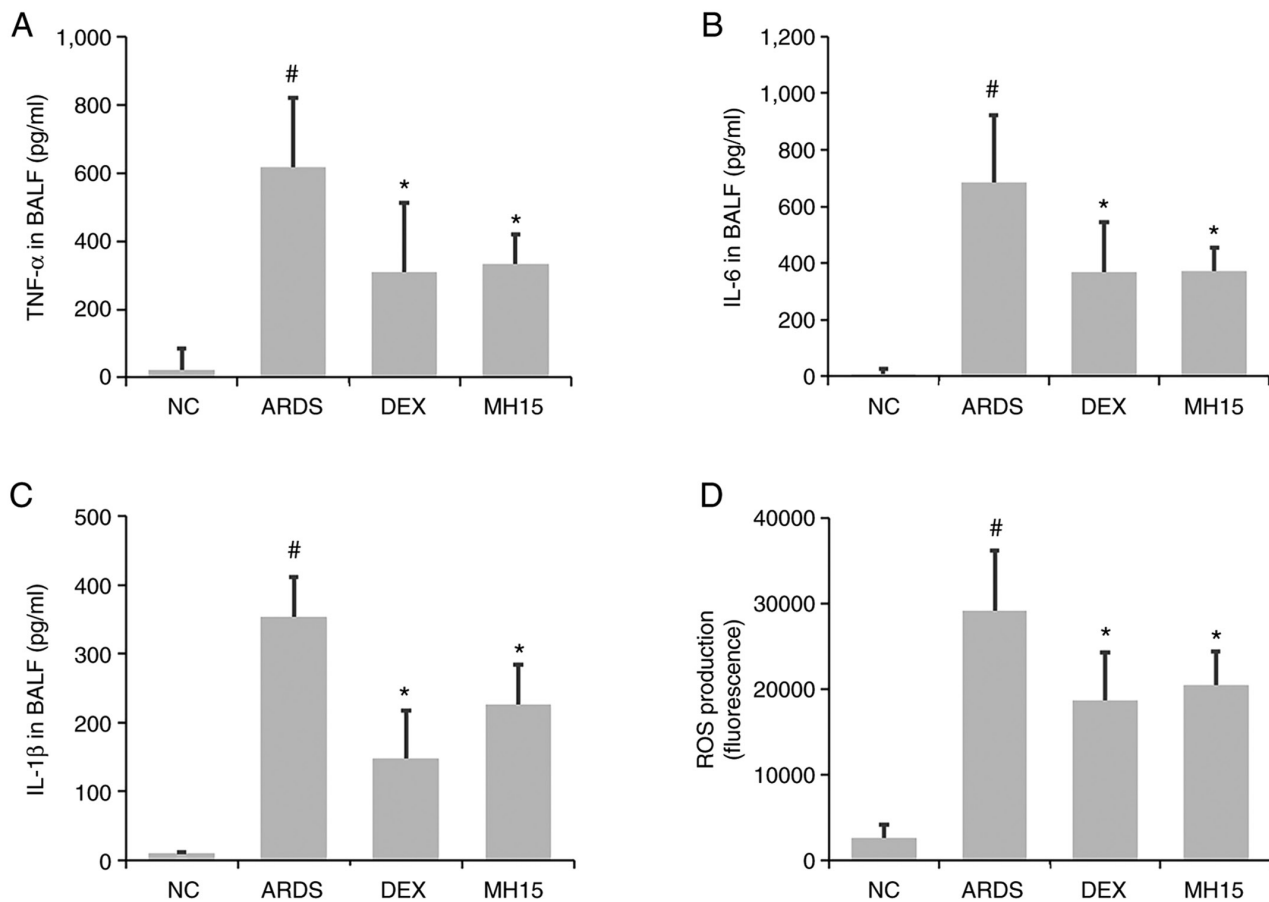 A
TNF-α in BALF (pg/ml)
1,000
800
600
400
200
0
#
*
*
NC ARDS DEX MH15
B
IL-6 in BALF (pg/ml)
1,200
1,000
800
600
400
200
0
#
*
*
NC ARDS DEX MH15
C
IL-1β in BALF (pg/ml)
500
400
300
200
100
0
#
*
*
NC ARDS DEX MH15
D
ROS production
(fluorescence)
40000
30000
20000
10000
0
#
*
*
NC ARDS DEX MH15